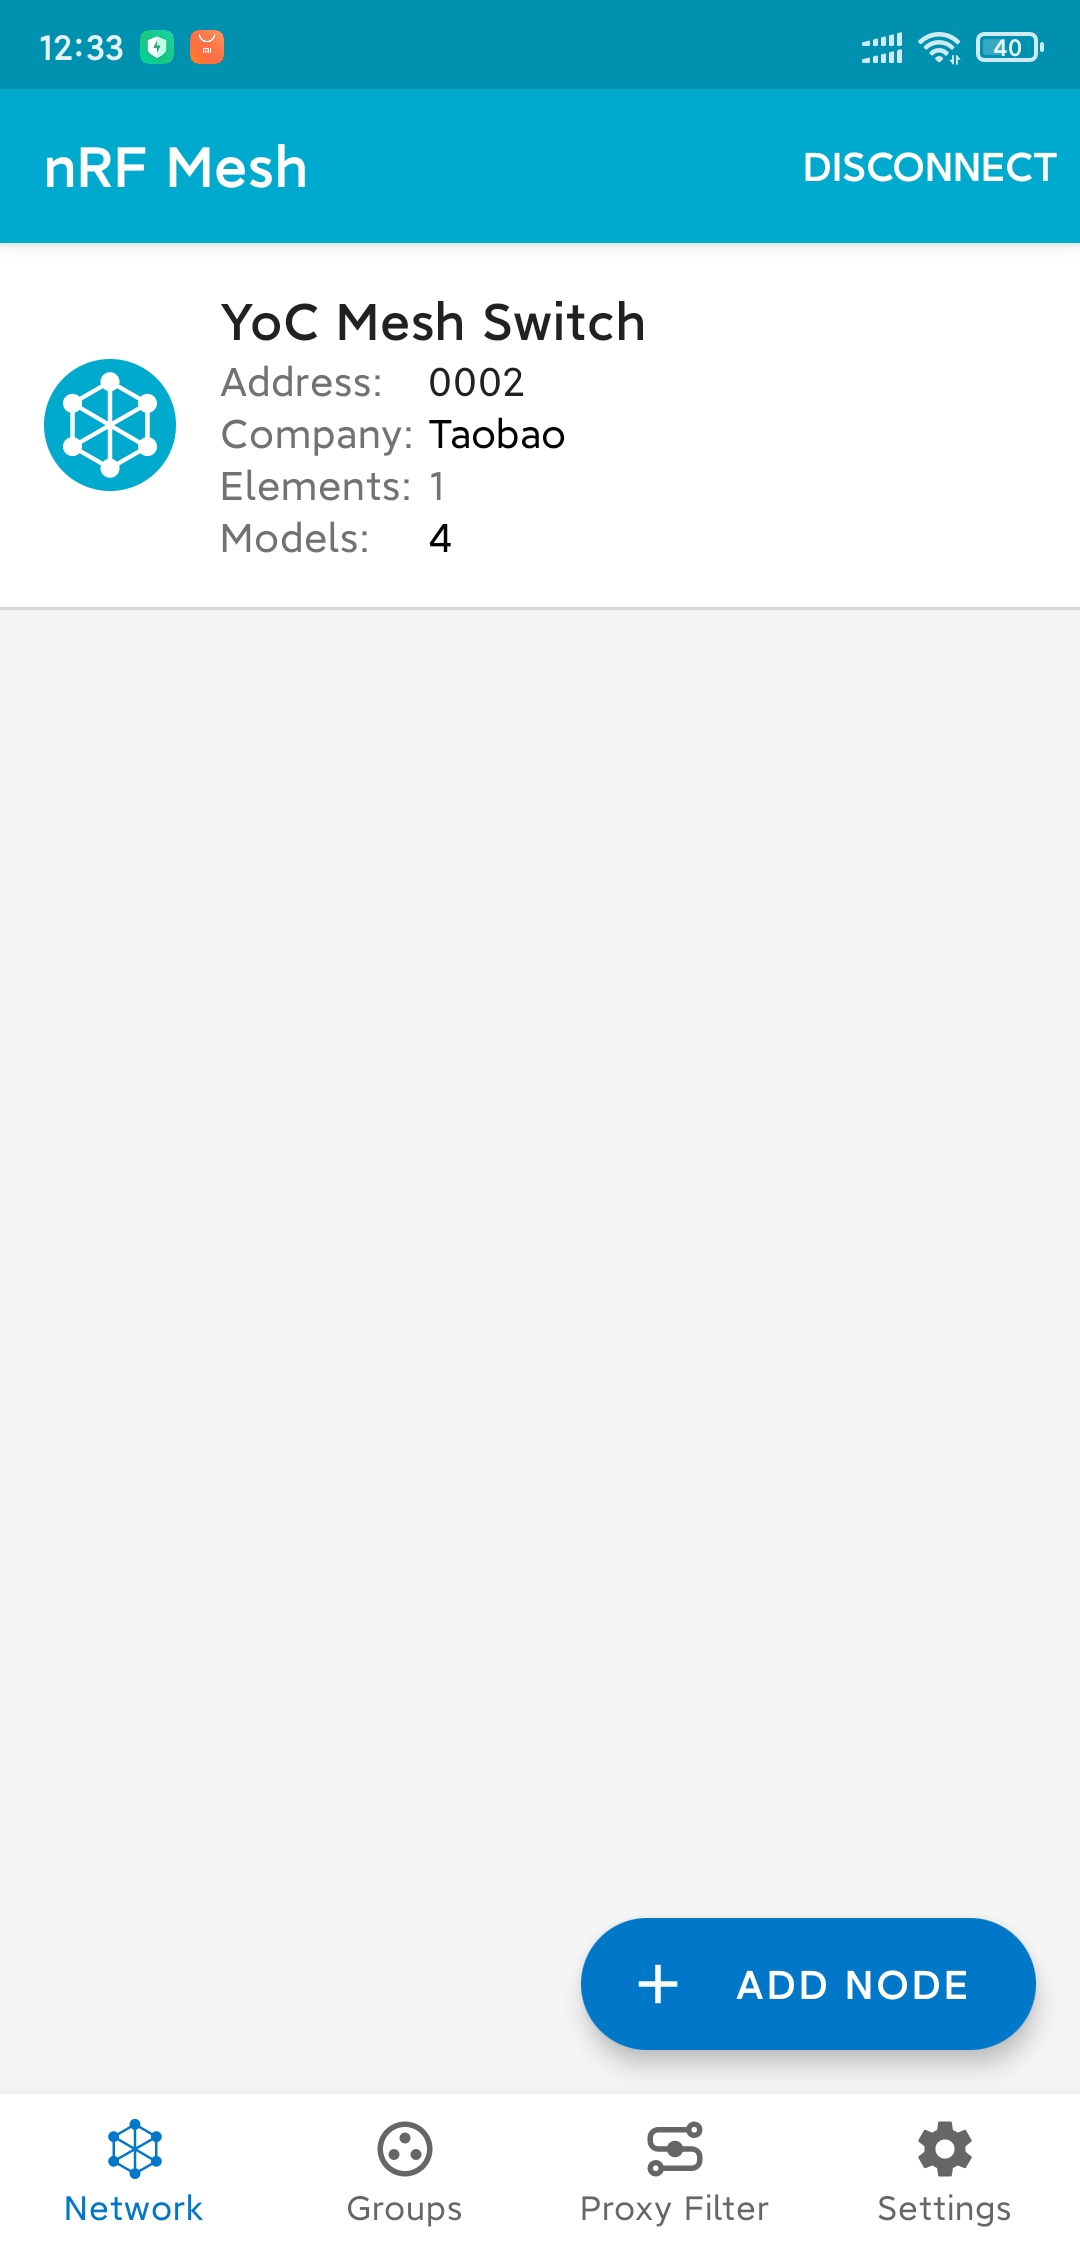 12:33
40
nRF Mesh
DISCONNECT
YoC Mesh Switch
Address: 0002
Company: Taobao
Elements: 1
Models: 4
ADD NODE
Network
Groups
Proxy Filter
Settings